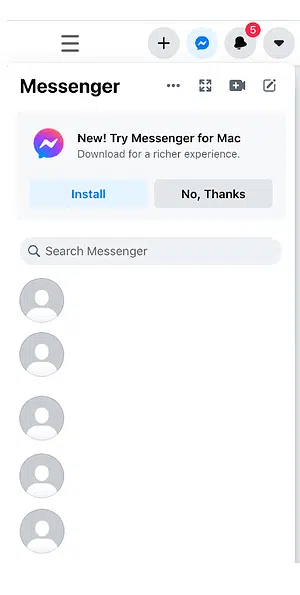 5
Messenger
New! Try Messenger for Mac
Download for a richer experience.
Install
No, Thanks
Search Messenger